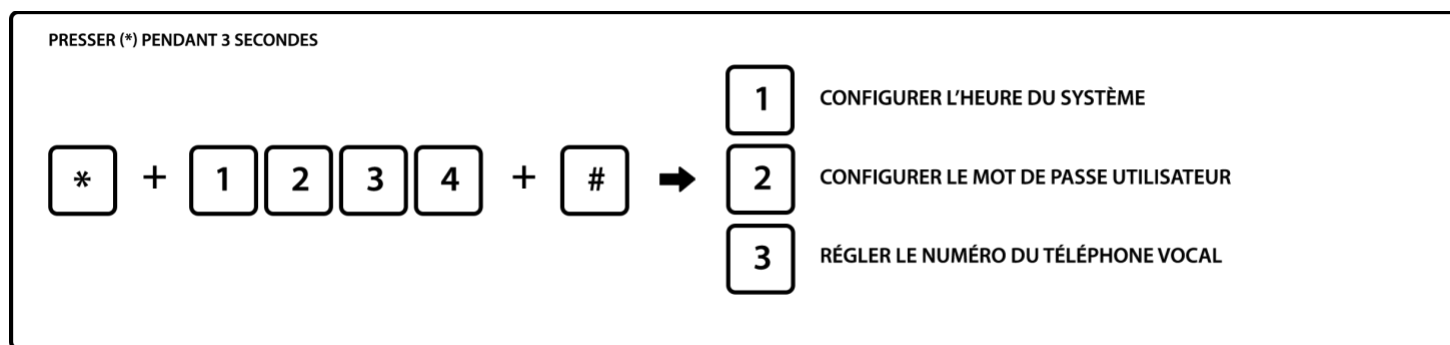 PRESSER (*) PENDANT 3 SECONDES
1 CONFIGURER L’HEURE DU SYSTÈME
* + 1 2 3 4 + # ➡ 2 CONFIGURER LE MOT DE PASSE UTILISATEUR
3 RÉGLER LE NUMÉRO DU TÉLÉPHONE VOCAL